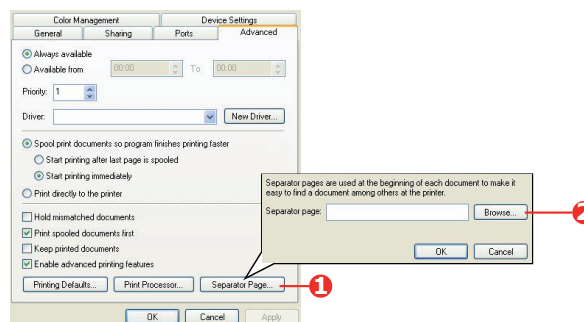 Color Management Device Settings
General Sharing Ports Advanced
Always available
Available from 00:00 To 00:00
Priority: 1
Driver: New Driver...
Spool print documents so program finishes printing faster
Start printing after last page is spooled
Start printing immediately
Print directly to the printer
Hold mismatched documents
Print spooled documents first
Keep printed documents
Enable advanced printing features
Printing Defaults... Print Processor... Separator Page... 1
OK Cancel Apply
Separator pages are used at the beginning of each document to make it
easy to find a document among others at the printer.
Separator page: Browse... 2
OK Cancel